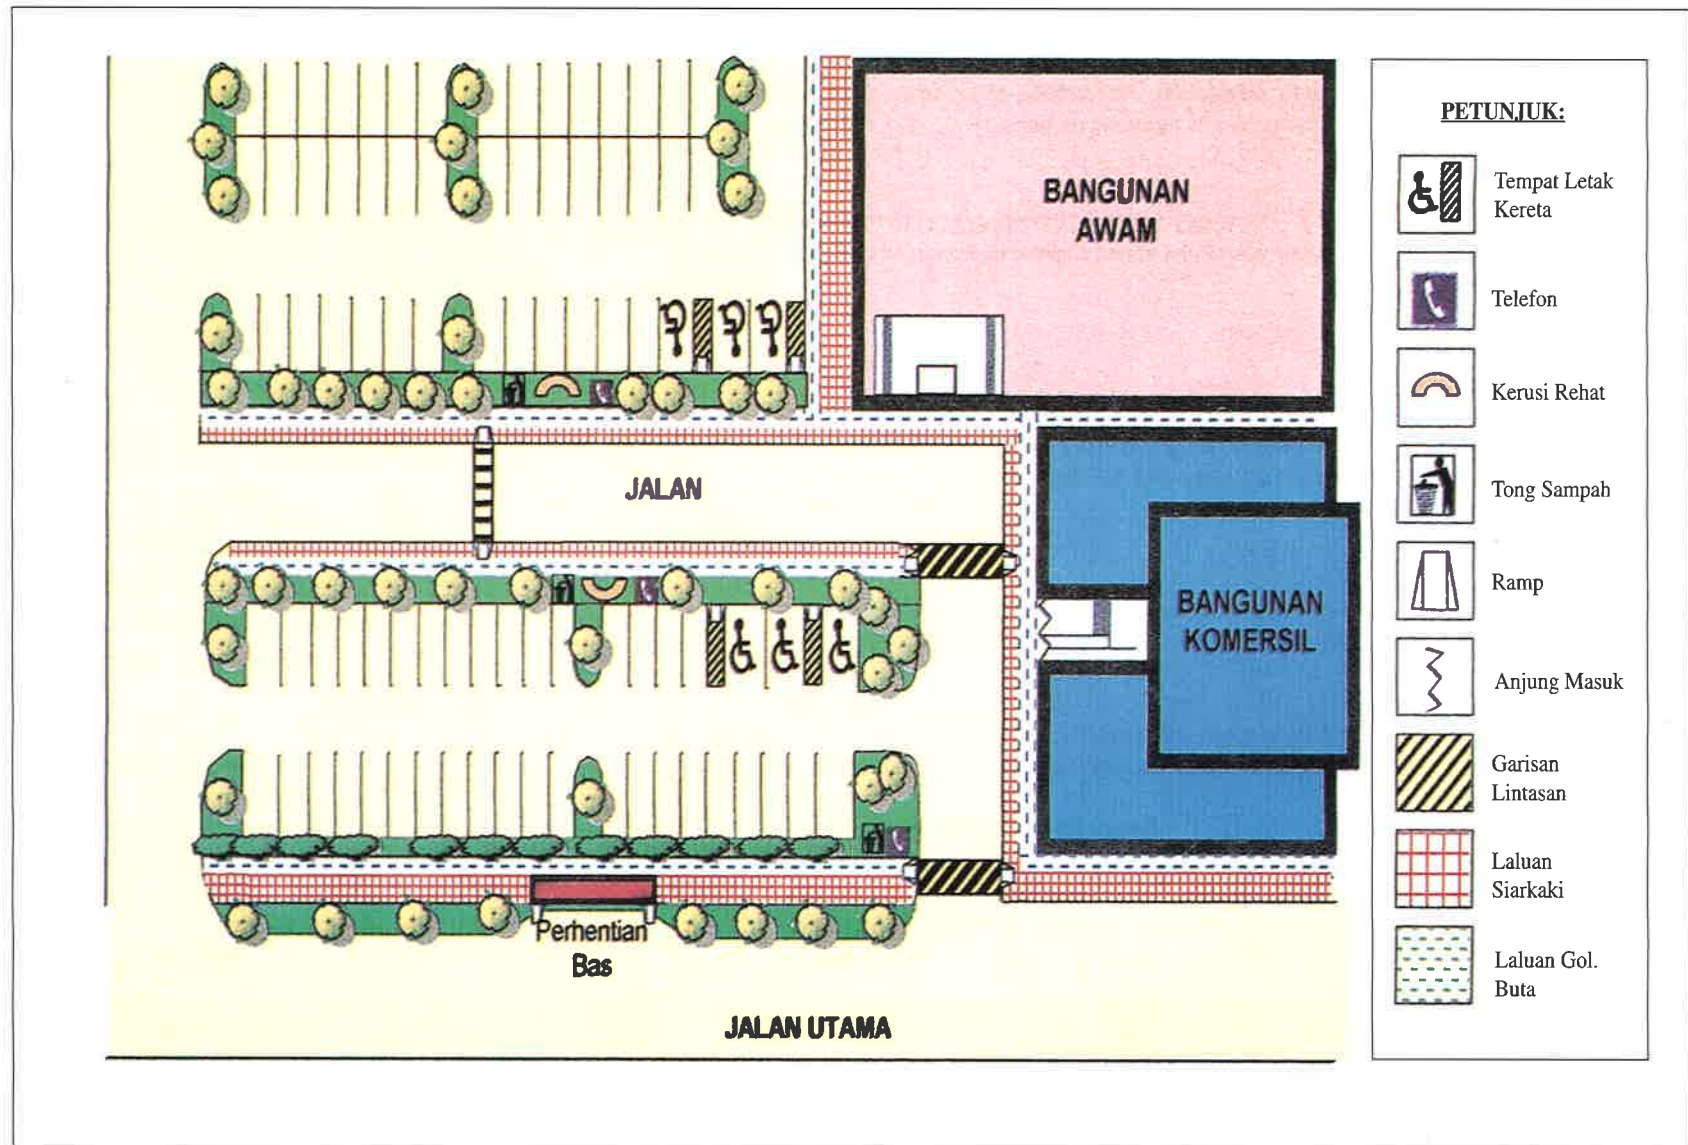 BANGUNAN
AWAM
JALAN
BANGUNAN
KOMERSIL
Perhentian
Bas
JALAN UTAMA
PETUNJUK:
Tempat Letak
Kereta
Telefon
Kerusi Rehat
Tong Sampah
Ramp
Anjung Masuk
Garisan
Lintasan
Laluan
Siarkaki
Laluan Gol.
Buta